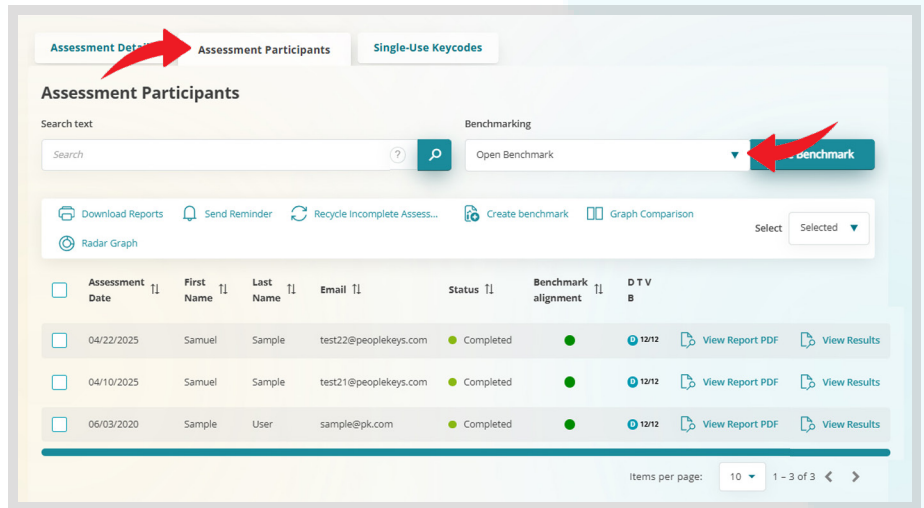 Assessment Participants Single-Use Keycodes
Assessment
Assessment Participants
Search text Benchmarking
Search ? Open Benchmark Benchmark
Download Reports Send Reminder Recycle Incomplete Assess... Create benchmark Graph Comparison
Select Selected
Radar Graph
Assessment First Last Email Status Benchmark D T V
Date Name Name alignment B
04/22/2025 Samuel Sample test22@peoplekeys.com Completed D 12/12 View Report PDF View Results
04/10/2025 Samuel Sample test21@peoplekeys.com Completed D 12/12 View Report PDF View Results
06/03/2020 Sample User sample@pk.com Completed D 12/12 View Report PDF View Results
Items per page: 10 1 – 3 of 3